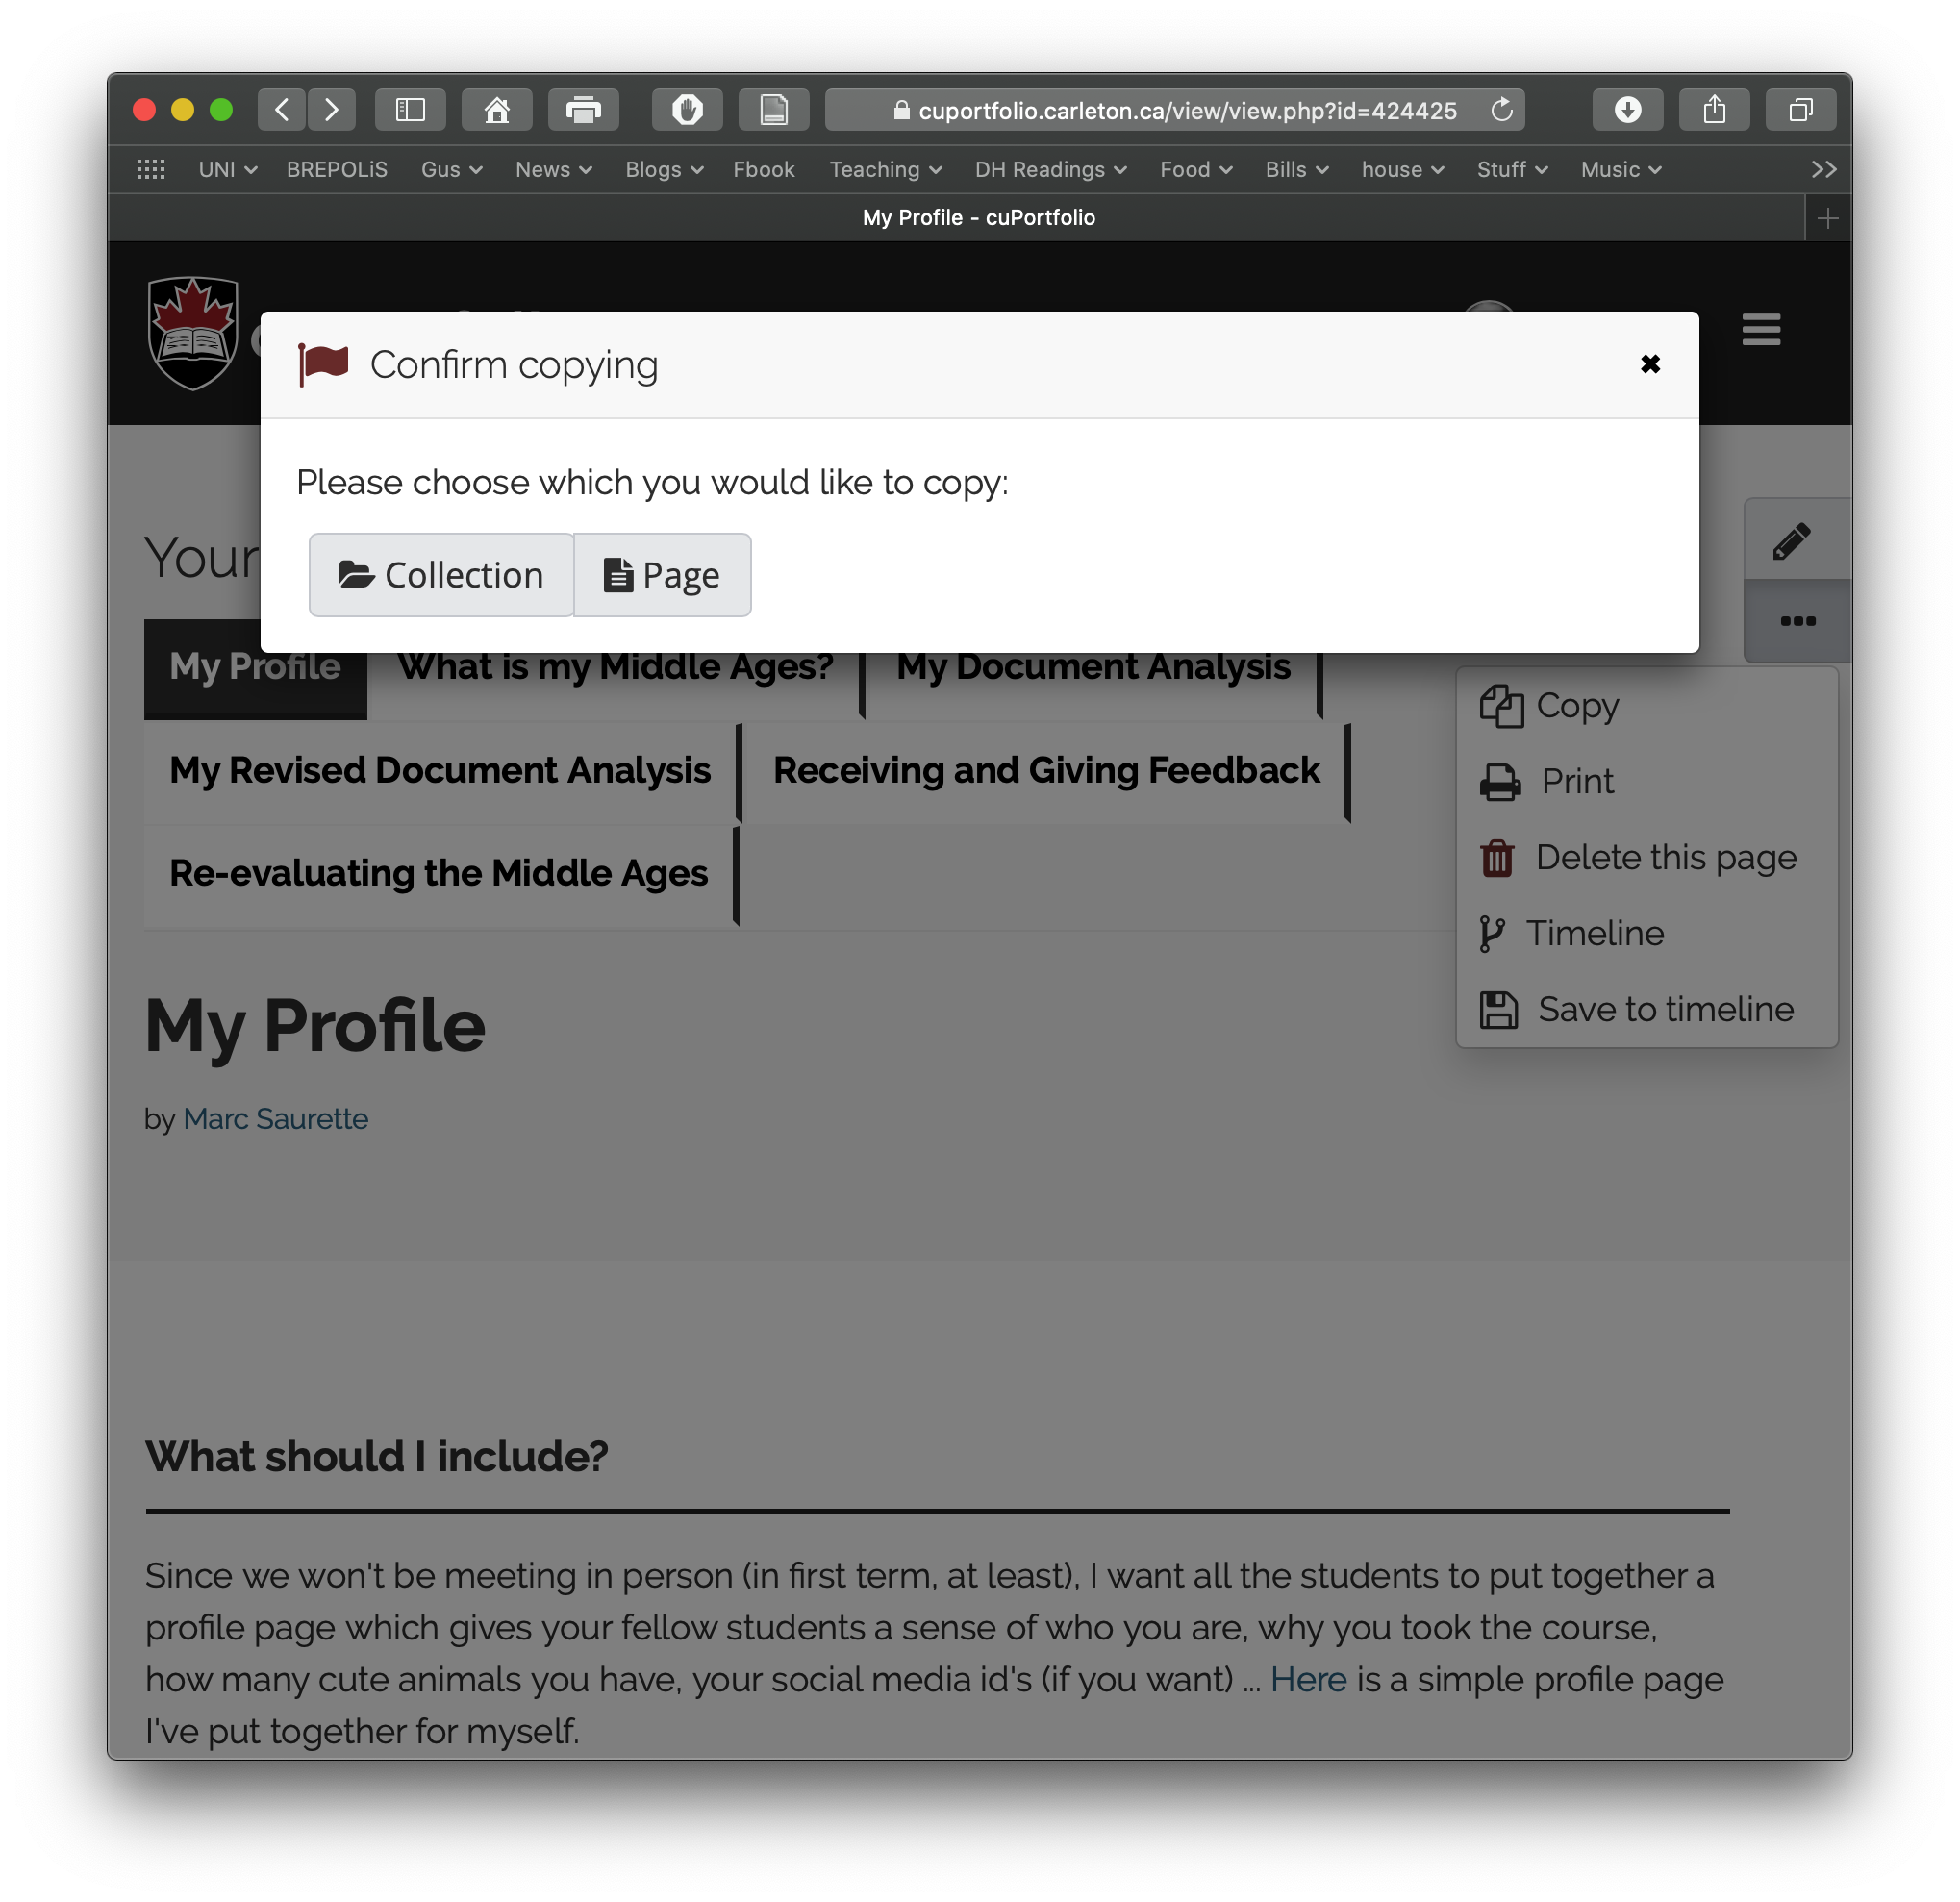 cuportfolio.carleton.ca/view/view.php?id=424425
UNI BREPOLiS Gus News Blogs Fbook Teaching DH Readings Food Bills house Stuff Music
My Profile - cuPortfolio
Confirm copying
Please choose which you would like to copy:
Collection Page
Your
My Profile What is my Middle Ages? My Document Analysis
My Revised Document Analysis Receiving and Giving Feedback
Re-evaluating the Middle Ages
Copy
Print
Delete this page
Timeline
Save to timeline
My Profile
by Marc Saurette
What should I include?
Since we won't be meeting in person (in first term, at least), I want all the students to put together a
profile page which gives your fellow students a sense of who you are, why you took the course,
how many cute animals you have, your social media id's (if you want) ... Here is a simple profile page
I've put together for myself.